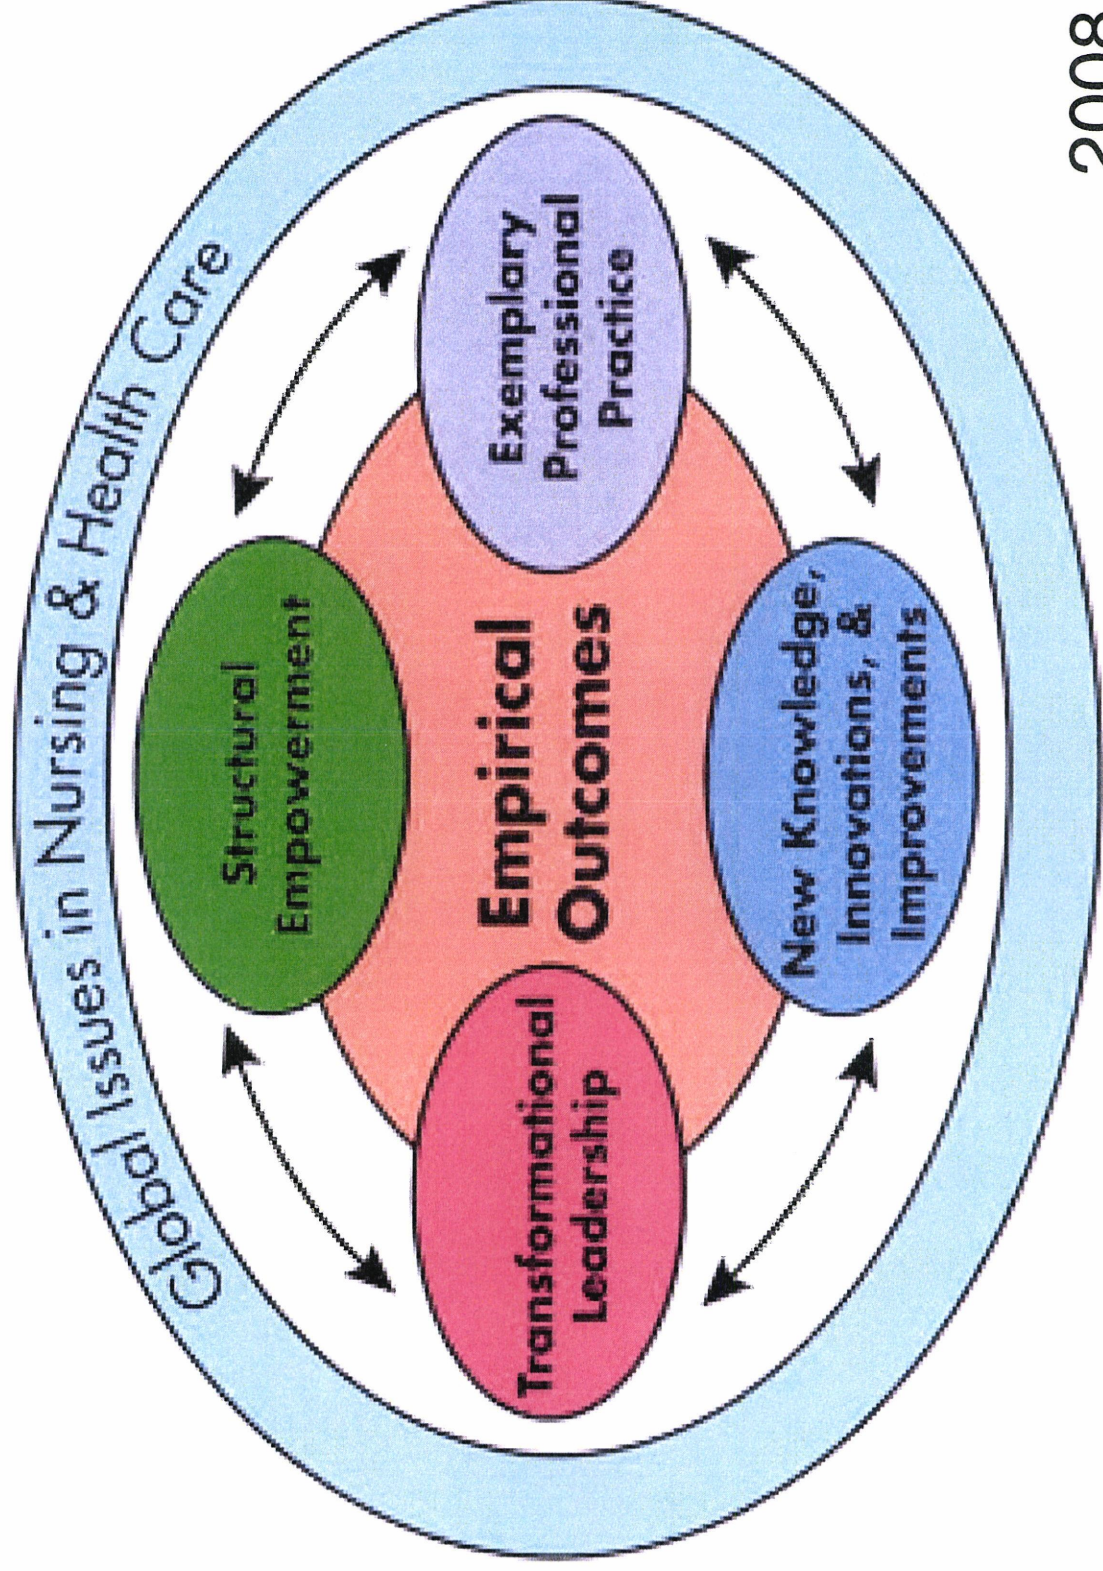 Global Issues in Nursing & Health Care
Structural
Empowerment
Transformational
Leadership
Empirical
Outcomes
Exemplary
Professional
Practice
New Knowledge,
Innovations, &
Improvements
2008